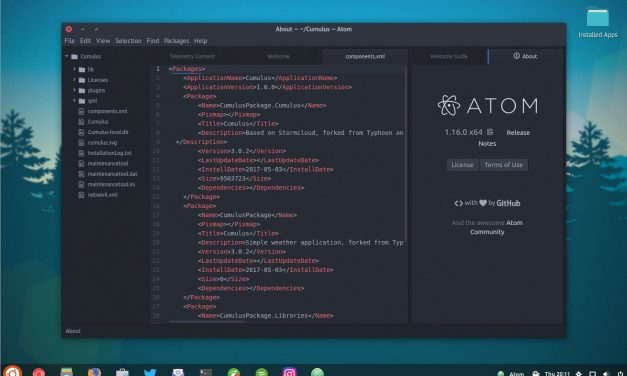 About — ~/Cumulus — Atom
File Edit View Selection Find Packages Help
Installed Apps
Cumulus
lib
Licenses
plugins
qml
components.xml
Cumulus
Cumulus-local.db
cumulus.svg
InstallationLog.txt
maintenancetool
maintenancetool.dat
maintenancetool.ini
network.xml
Telemetry Consent
Welcome
components.xml
Welcome Guide
About
1 <Packages>
2 <ApplicationName>Cumulus</ApplicationName>
3 <ApplicationVersion>1.0.0</ApplicationVersion>
4 <Package>
5 <Name>CumulusPackage.Cumulus</Name>
6 <Pixmap></Pixmap>
7 <Title>Cumulus</Title>
8 <Description>Based on Stormcloud, forked from Typhoon an
9 </Description>
10 <Version>3.0.2</Version>
11 <LastUpdateDate></LastUpdateDate>
12 <InstallDate>2017-05-03</InstallDate>
13 <Size>9503723</Size>
14 <Dependencies></Dependencies>
15 </Package>
16 <Package>
17 <Name>CumulusPackage</Name>
18 <Pixmap></Pixmap>
19 <Title>Cumulus</Title>
20 <Description>Simple weather application, forked from Typ
21 <Version>3.0.2</Version>
22 <LastUpdateDate></LastUpdateDate>
23 <InstallDate>2017-05-03</InstallDate>
24 <Size>0</Size>
25 <Dependencies></Dependencies>
26 </Package>
27 <Package>
28 <Name>CumulusPackage.Libraries</Name>
ATOM
1.16.0 x64 Release
Notes
License Terms of Use
with by GitHub
And the awesome Atom
Community
About
Atom Thu 20:11